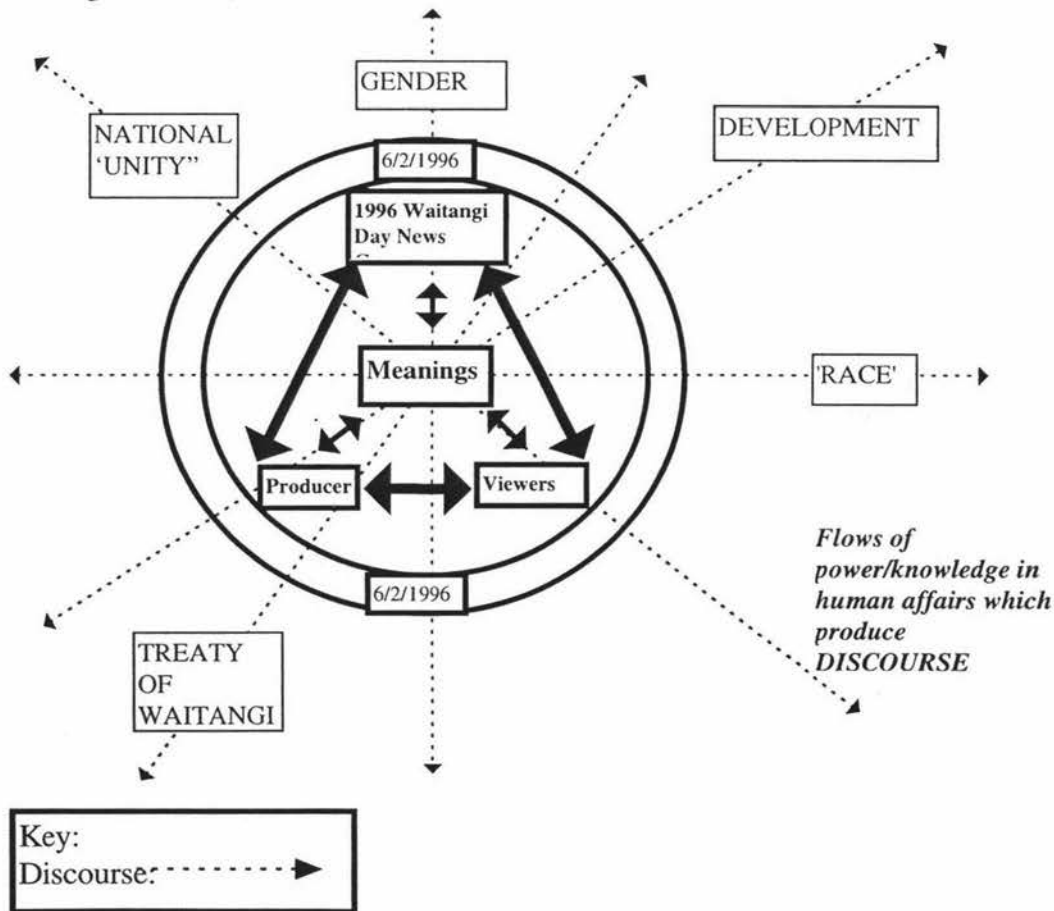 GENDER
NATIONAL
'UNITY"
DEVELOPMENT
6/2/1996
1996 Waitangi
Day News
Meanings
'RACE'
Producer
Viewers
Flows of
power/knowledge in
human affairs which
produce
DISCOURSE
6/2/1996
TREATY
OF
WAITANGI
Key:
Discourse: